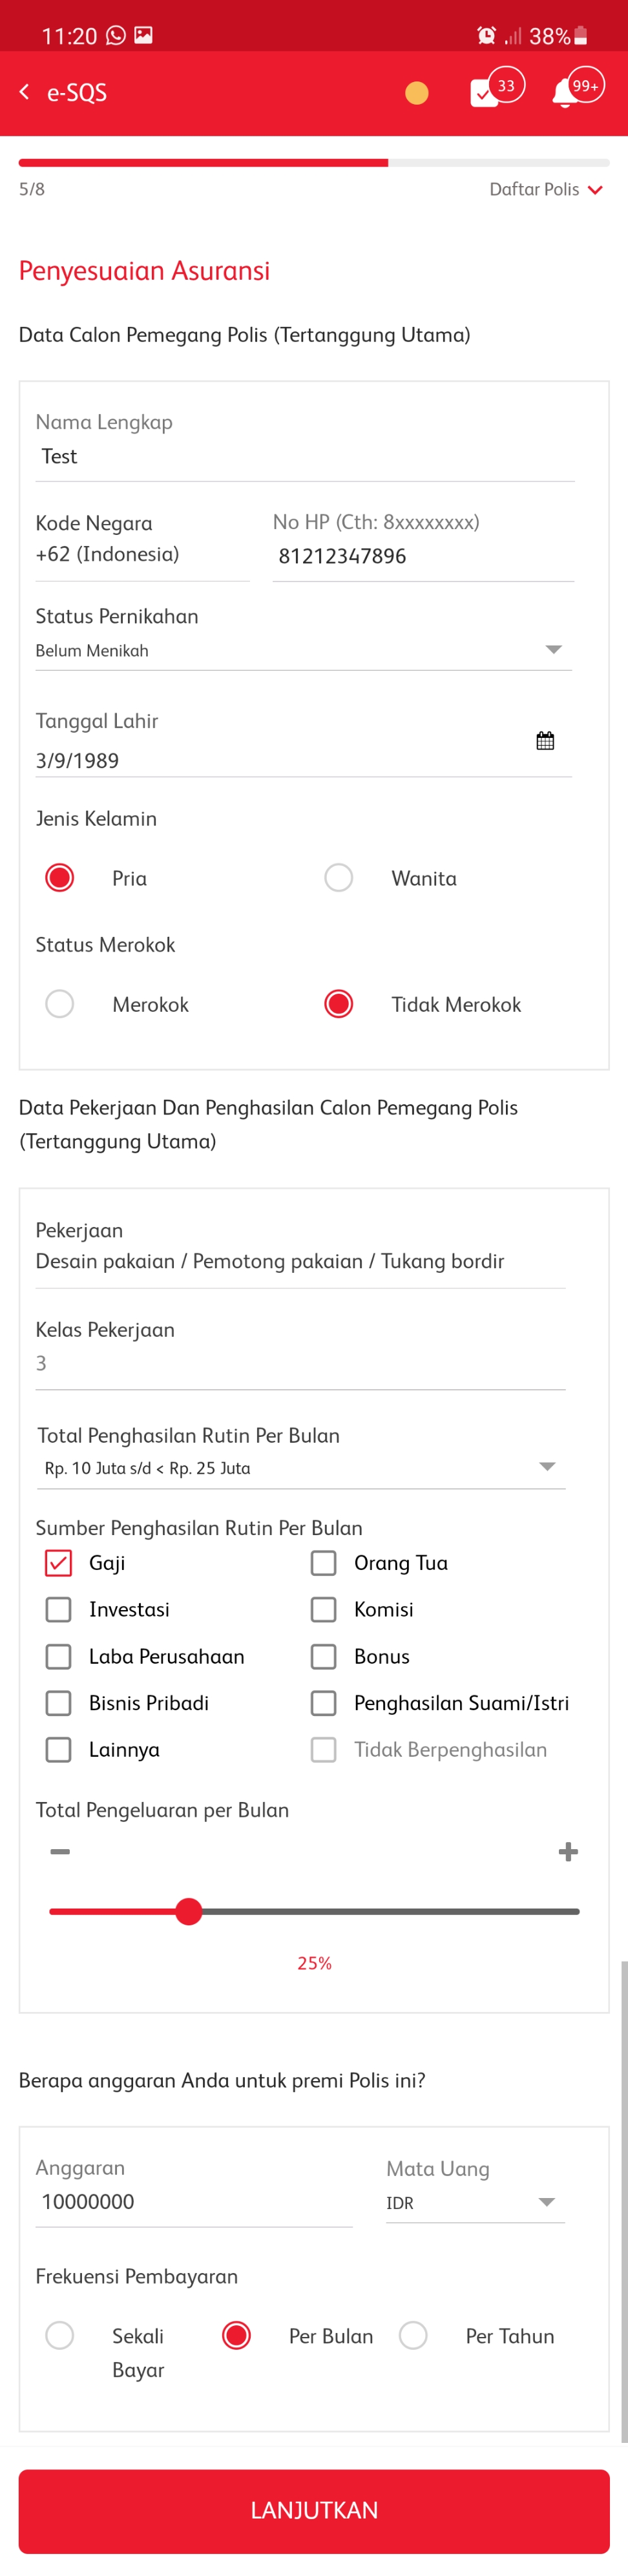 11:20
38%
e-SQS
33
99+
5/8
Daftar Polis
Penyesuaian Asuransi
Data Calon Pemegang Polis (Tertanggung Utama)
Nama Lengkap
Test
Kode Negara
No HP (Cth: 8xxxxxxxx)
+62 (Indonesia)
81212347896
Status Pernikahan
Belum Menikah
Tanggal Lahir
3/9/1989
Jenis Kelamin
Pria
Wanita
Status Merokok
Merokok
Tidak Merokok
Data Pekerjaan Dan Penghasilan Calon Pemegang Polis
(Tertanggung Utama)
Pekerjaan
Desain pakaian / Pemotong pakaian / Tukang bordir
Kelas Pekerjaan
3
Total Penghasilan Rutin Per Bulan
Rp. 10 Juta s/d < Rp. 25 Juta
Sumber Penghasilan Rutin Per Bulan
Gaji
Orang Tua
Investasi
Komisi
Laba Perusahaan
Bonus
Bisnis Pribadi
Penghasilan Suami/Istri
Lainnya
Tidak Berpenghasilan
Total Pengeluaran per Bulan
25%
Berapa anggaran Anda untuk premi Polis ini?
Anggaran
Mata Uang
10000000
IDR
Frekuensi Pembayaran
Sekali
Bayar
Per Bulan
Per Tahun
LANJUTKAN